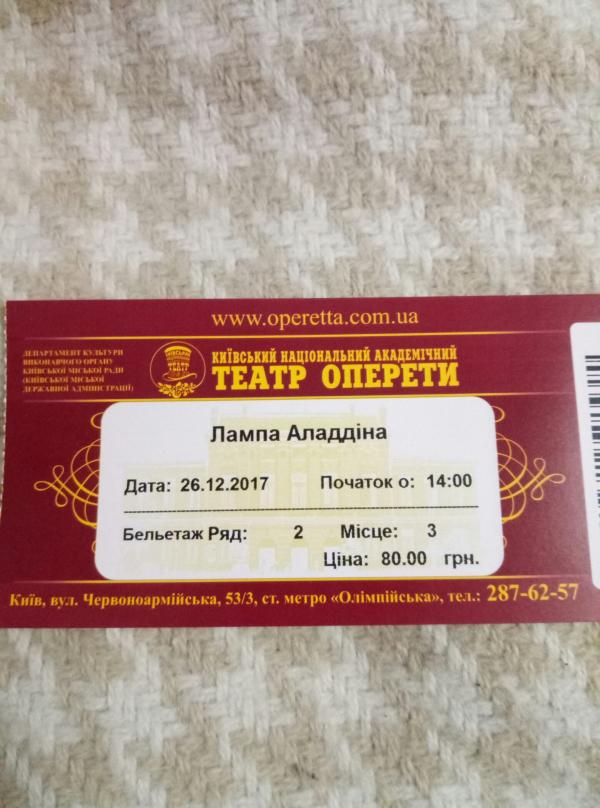 www.operetta.com.ua
ДЕПАРТАМЕНТ КУЛЬТУРИ
ВИКОНАВЧОГО ОРГАНУ
КИЇВСЬКОЇ МІСЬКОЇ РАДИ
(КИЇВСЬКОЇ МІСЬКОЇ
ДЕРЖАВНОЇ АДМІНІСТРАЦІЇ)
КИЇВСЬКИЙ НАЦІОНАЛЬНИЙ АКАДЕМІЧНИЙ
ТЕАТР ОПЕРЕТИ
Лампа Аладдіна
Дата: 26.12.2017 Початок о: 14:00
Бельетаж Ряд: 2 Місце: 3
Ціна: 80.00 грн.
Київ, вул. Червоноармійська, 53/3, ст. метро «Олімпійська», тел.: 287-62-57